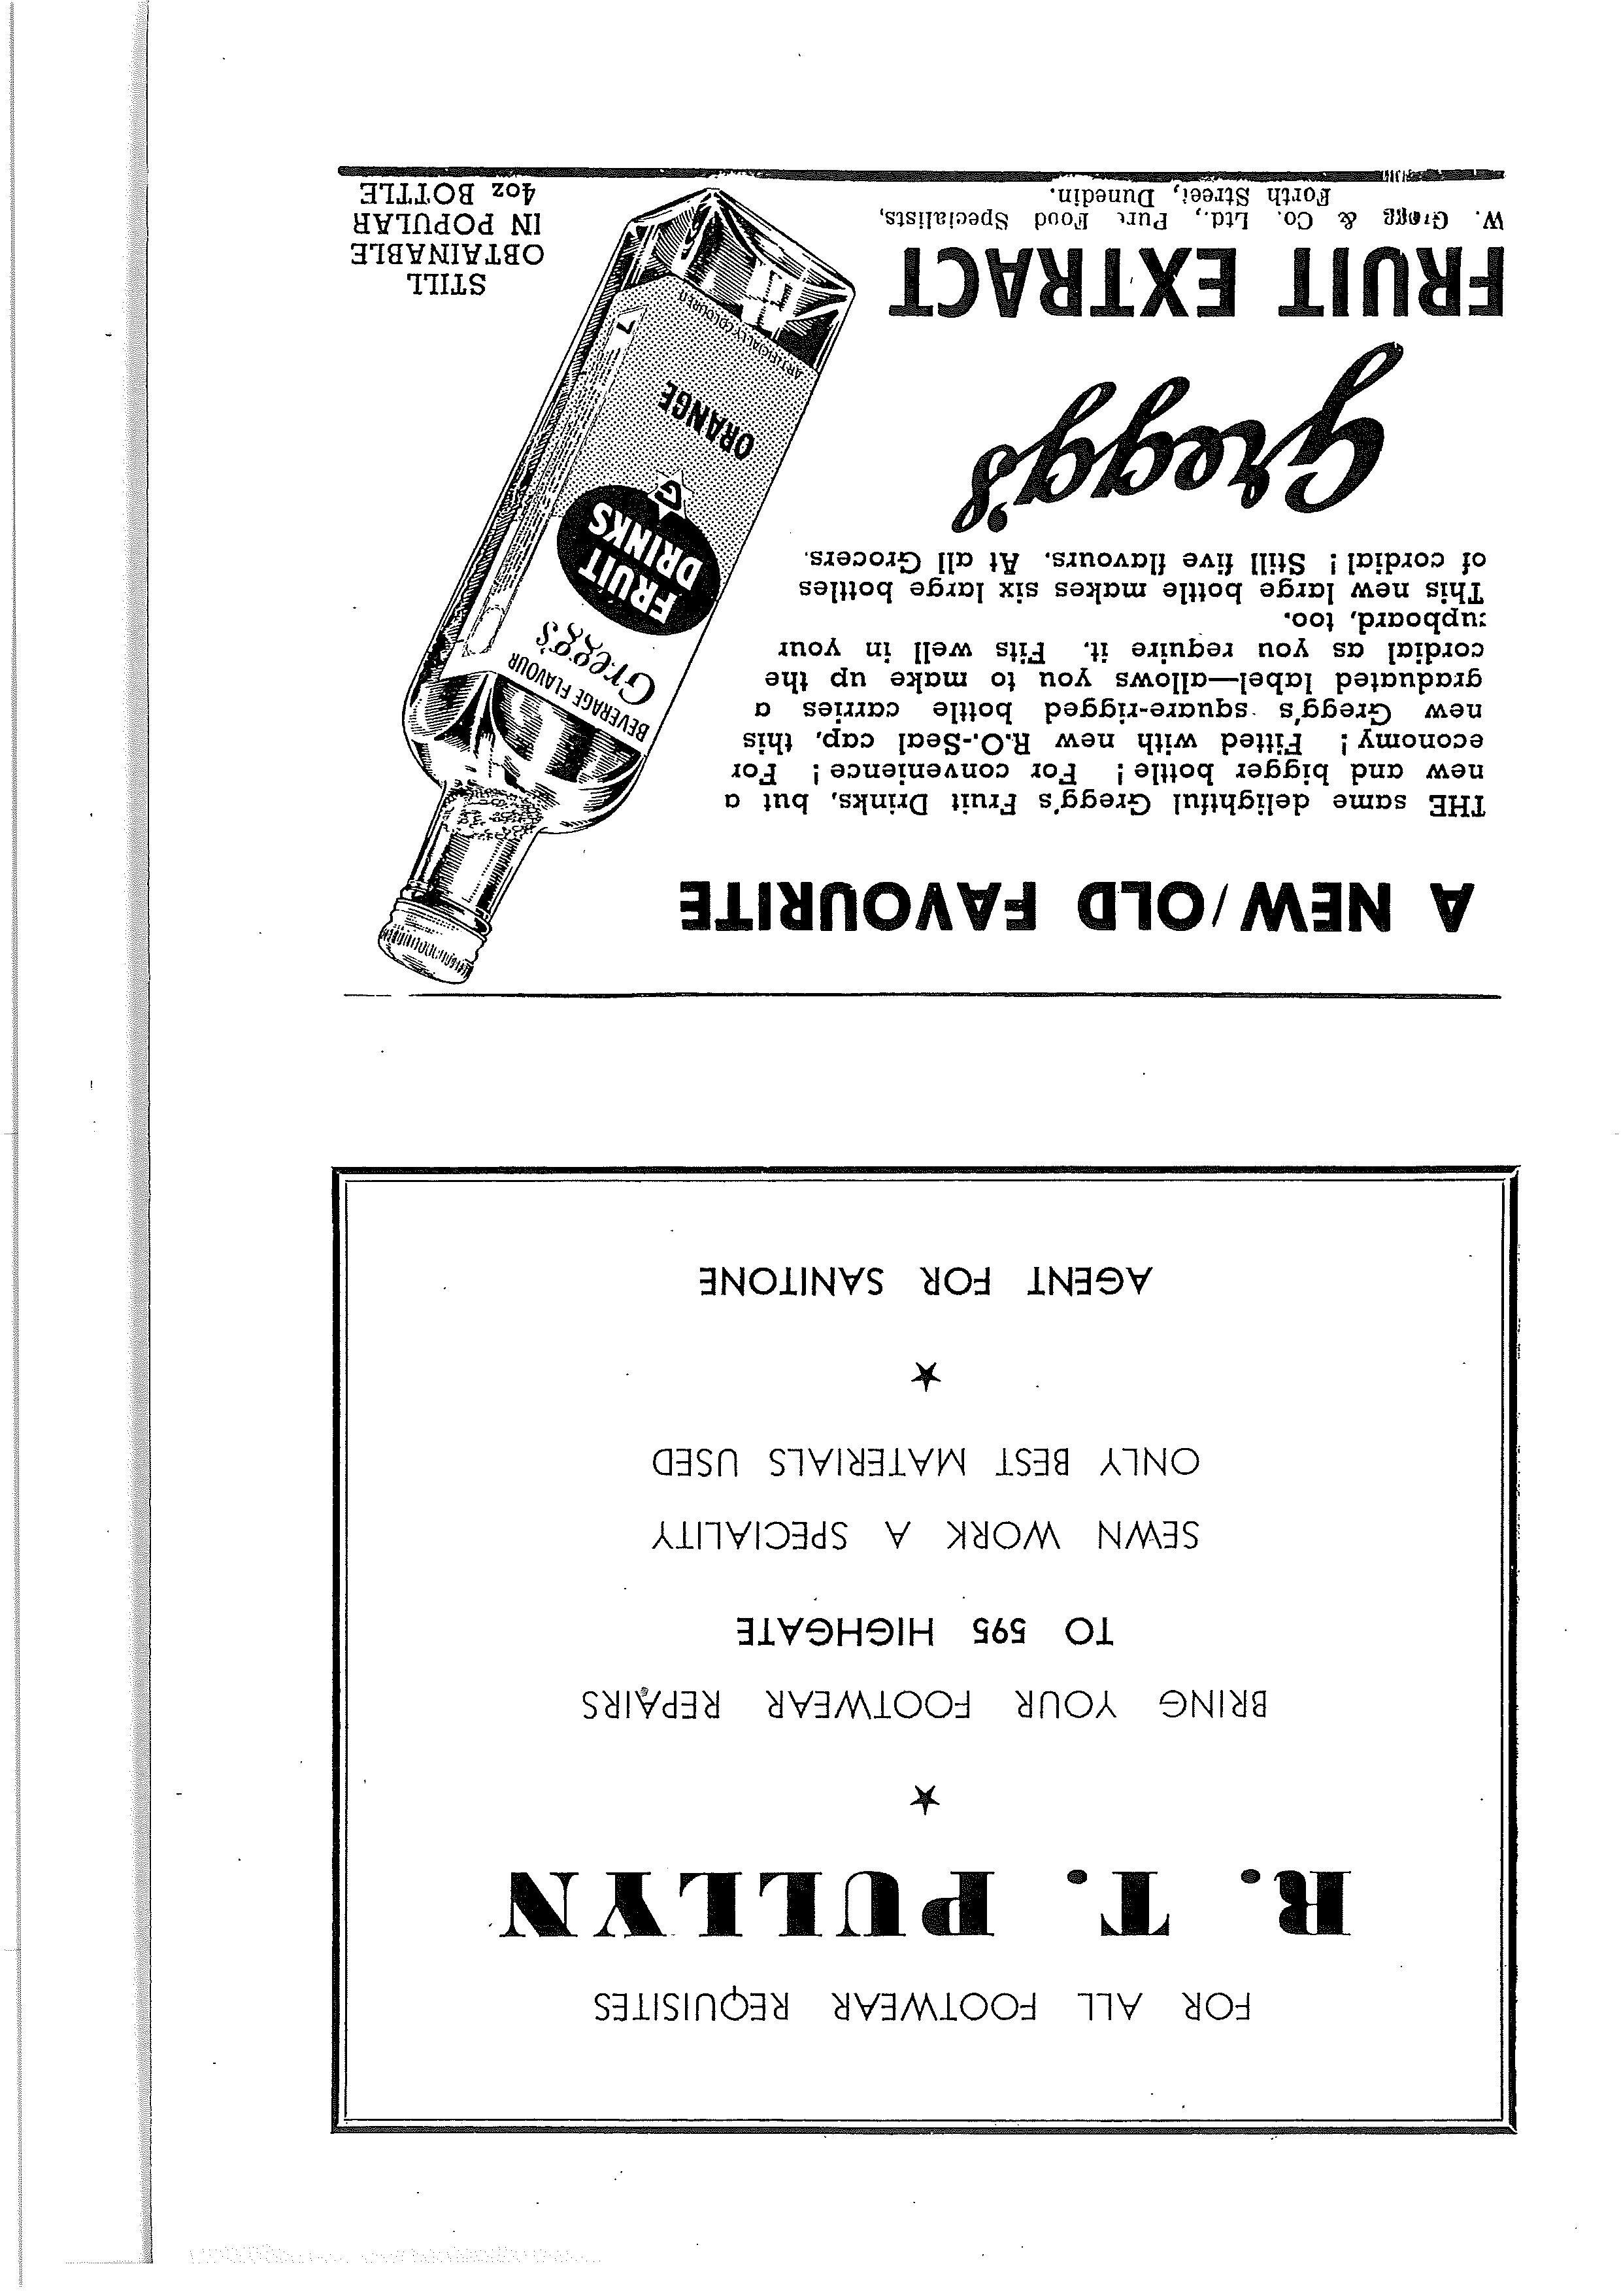 FOR ALL FOOTWEAR REQUISITES
R. T. PULLYN
BRING YOUR FOOTWEAR REPAIRS
TO 595 HIGHGATE
SEWN WORK A SPECIALITY
ONLY BEST MATERIALS USED
AGENT FOR SANITONE
A NEW/OLD FAVOURITE
THE same delightful Gregg's Fruit Drinks, but a
new and bigger bottle! For convenience! For
economy! Fitted with new R.O.-Seal cap, this
new Gregg's square-rigged bottle carries a
graduated label—allows you to make up the
cordial as you require it. Fits well in your
cupboard, too.
This new large bottle makes six large bottles
of cordial! Still five flavours. At all Grocers.
Gregg's
FRUIT EXTRACT
W. Gregg & Co. Ltd., Pure Food Specialists,
Forth Street, Dunedin.
BEVERAGE FLAVOUR
Gregg's
FRUIT
DRINKS
G
ORANGE
ARTIFICIALLY COLOURED
7
STILL
OBTAINABLE
IN POPULAR
4oz BOTTLE